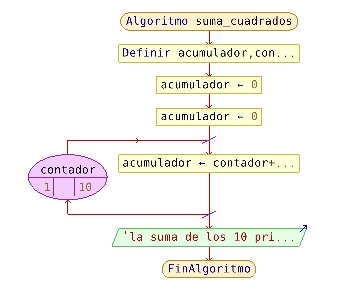 Algoritmo suma_cuadrados
Definir acumulador,con...
acumulador ← 0
acumulador ← 0
contador
1 10
acumulador ← contador+...
'la suma de los 10 pri...
FinAlgoritmo